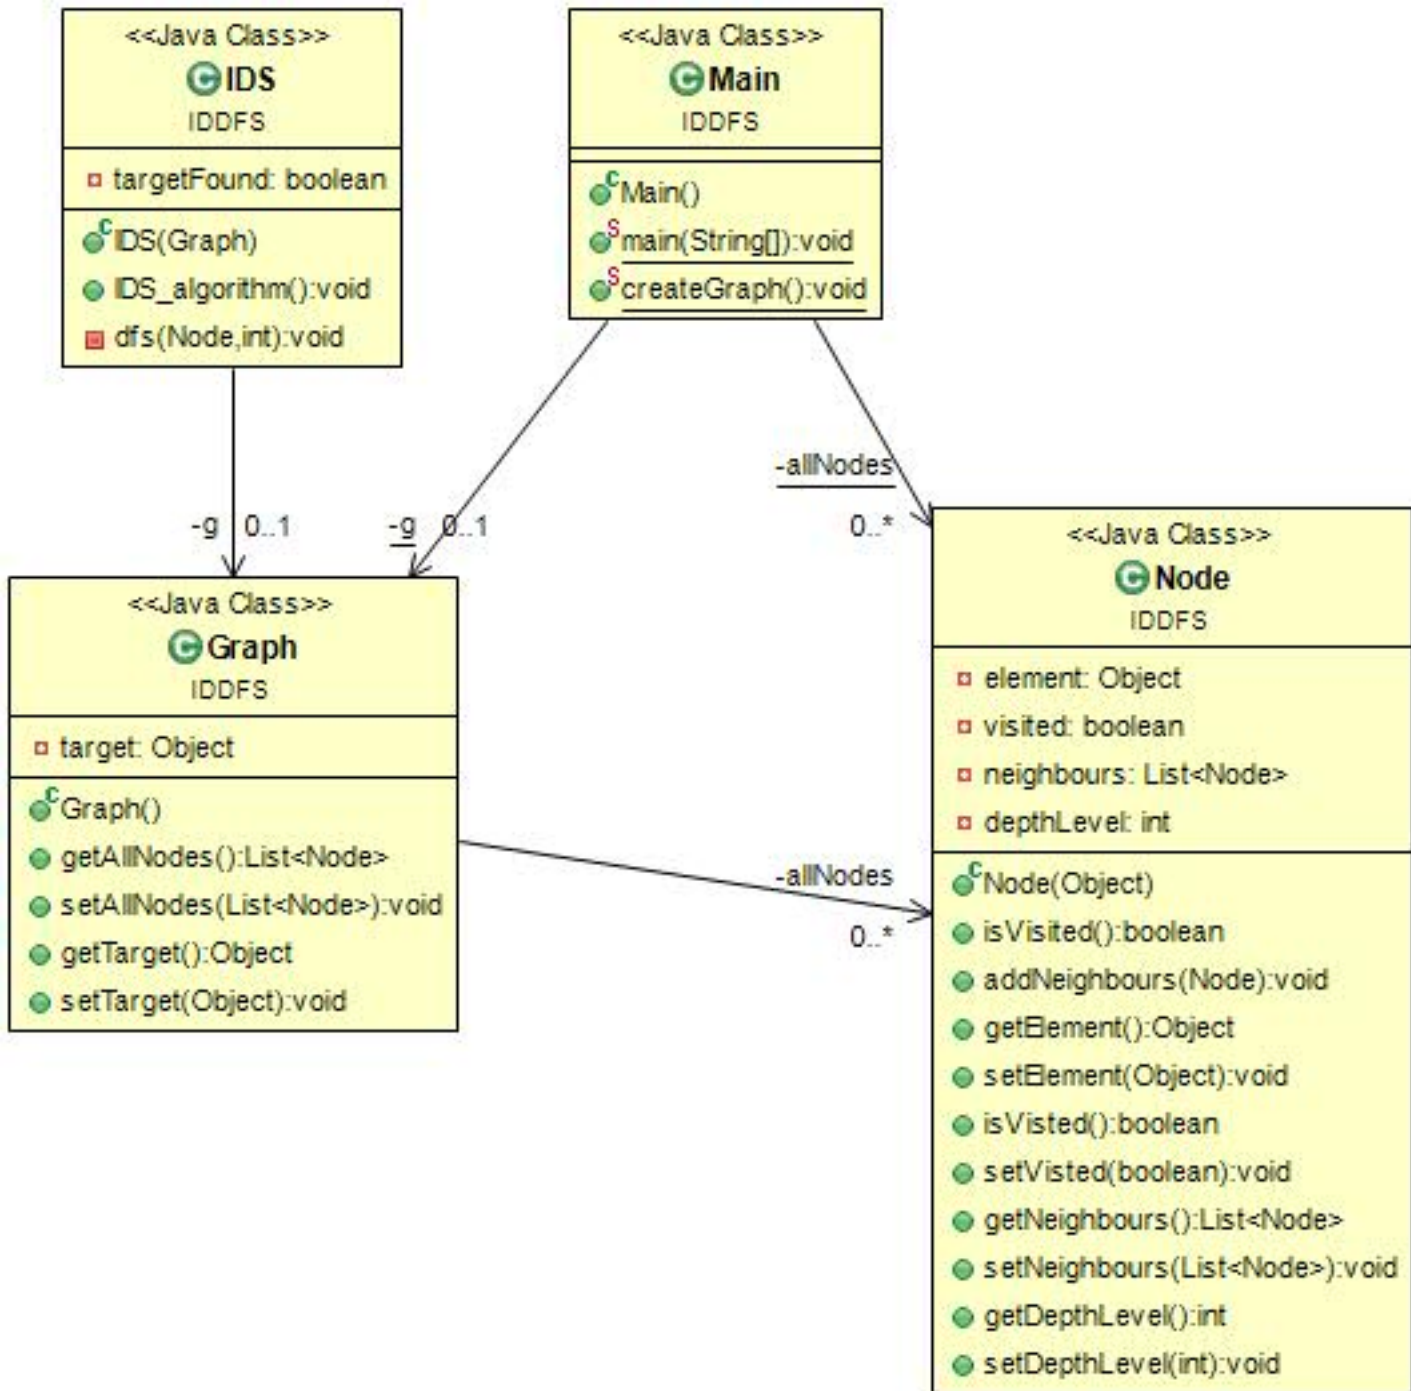 <<Java Class>>
IDS
IDDFS
targetFound: boolean
IDS(Graph)
IDS_algorithm():void
dfs(Node,int):void
<<Java Class>>
Main
IDDFS
Main()
main(String[]):void
createGraph():void
-g 0..1
-g 0..1
-allNodes
0..*
<<Java Class>>
Graph
IDDFS
target: Object
Graph()
getAllNodes():List<Node>
setAllNodes(List<Node>):void
getTarget():Object
setTarget(Object):void
-allNodes
0..*
<<Java Class>>
Node
IDDFS
element: Object
visited: boolean
neighbours: List<Node>
depthLevel: int
Node(Object)
isVisited():boolean
addNeighbours(Node):void
getElement():Object
setElement(Object):void
isVisted():boolean
setVisted(boolean):void
getNeighbours():List<Node>
setNeighbours(List<Node>):void
getDepthLevel():int
setDepthLevel(int):void